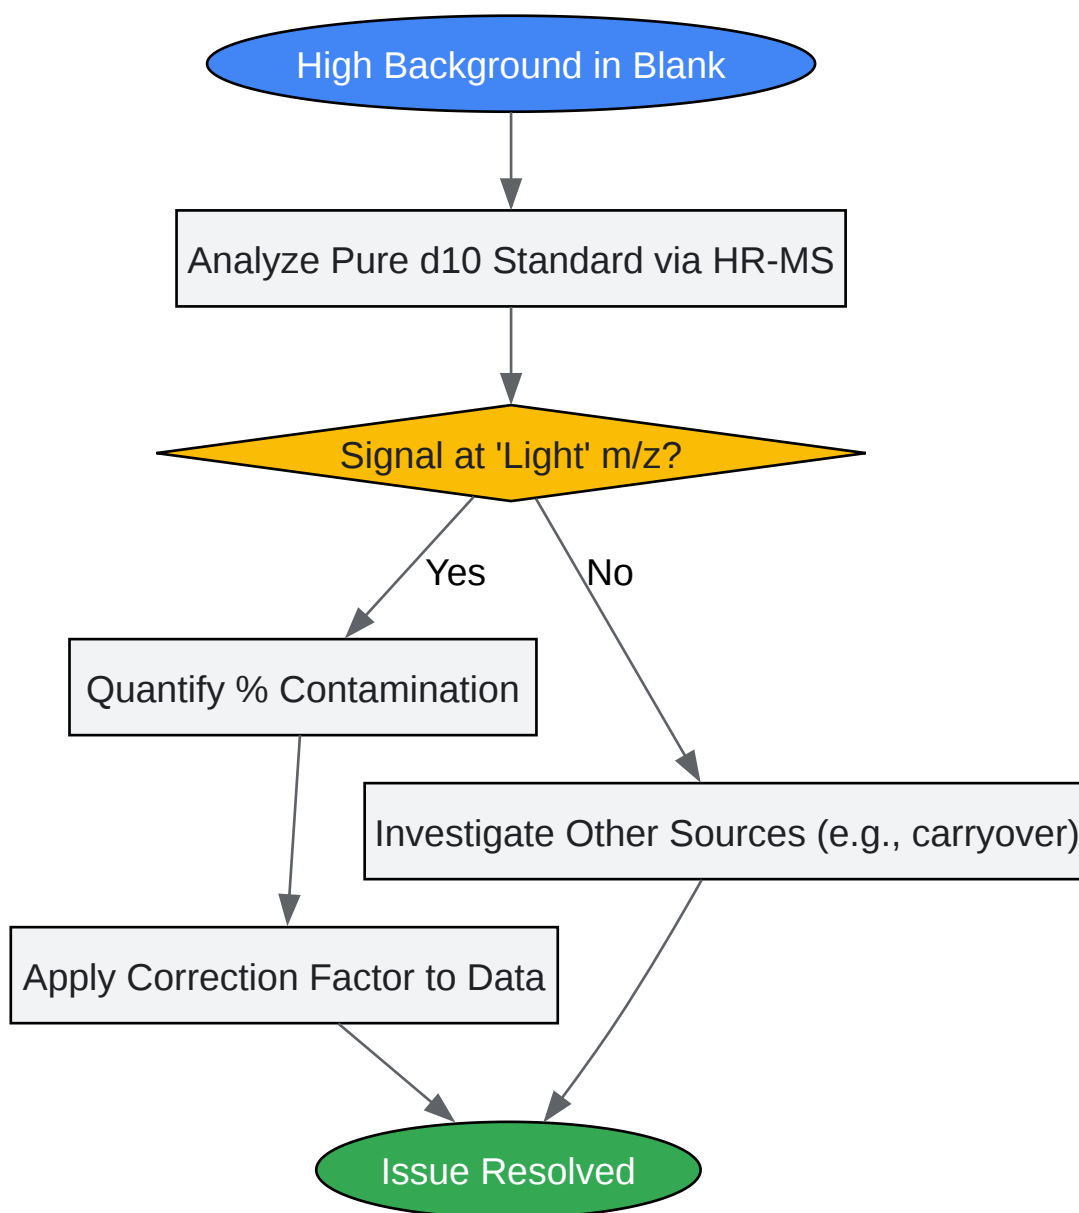 High Background in Blank
Analyze Pure d10 Standard via HR-MS
Signal at 'Light' m/z?
Yes
No
Quantify % Contamination
Investigate Other Sources (e.g., carryover)
Apply Correction Factor to Data
Issue Resolved